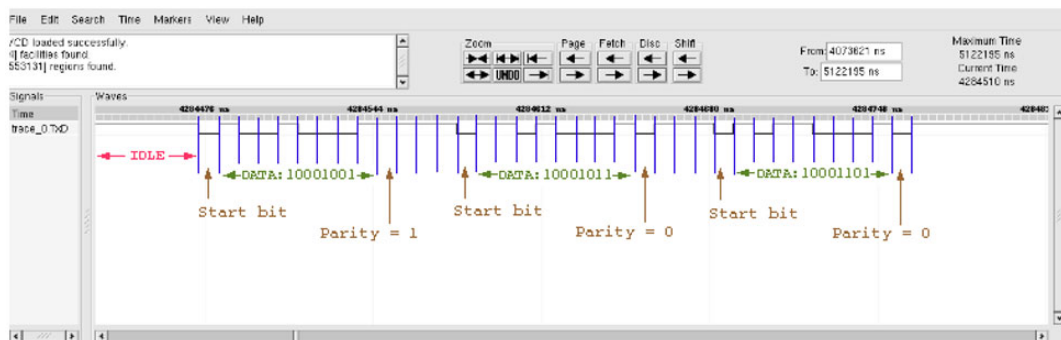 File Edit Search Time Markers View Help
VCD loaded successfully.
4] facilities found.
553131] regions found.
Zoom
UNDO
Page
Fetch
Disc
Shift
From: 4073621 ns
To: 5122195 ns
Maximum Time
5122195 ns
Current Time
4284510 ns
Signals
Waves
Time
trace_0.TxD
4284476 ns
4284544 ns
4284612 ns
4284680 ns
4284748 ns
IDLE
DATA:10001001
DATA:10001011
DATA:10001101
Start bit
Start bit
Start bit
Parity = 1
Parity = 0
Parity = 0